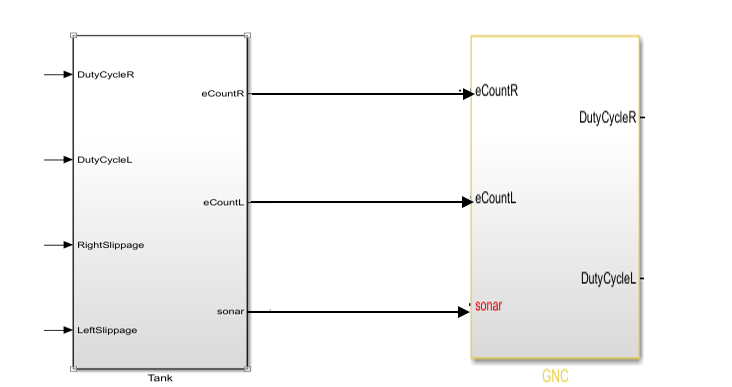 DutyCycleR
DutyCycleL
RightSlippage
LeftSlippage
eCountR
eCountL
sonar
Tank
eCountR
eCountL
sonar
DutyCycleR
DutyCycleL
GNC